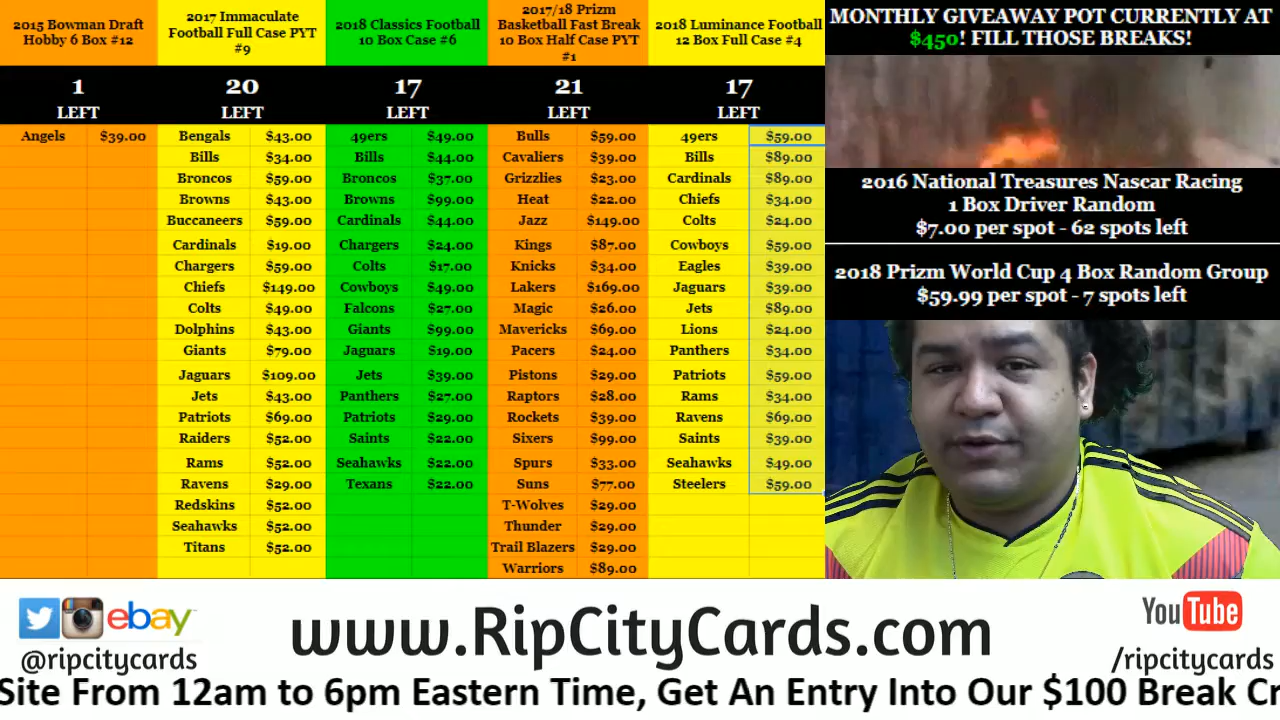 2015 Bowman Draft
Hobby 6 Box #12
1
LEFT
Angels $39.00
2017 Immaculate
Football Full Case PYT
#9
20
LEFT
Bengals $43.00
Bills $34.00
Broncos $59.00
Browns $43.00
Buccaneers $59.00
Cardinals $19.00
Chargers $59.00
Chiefs $149.00
Colts $49.00
Dolphins $43.00
Giants $79.00
Jaguars $109.00
Jets $43.00
Patriots $69.00
Raiders $52.00
Rams $52.00
Ravens $29.00
Redskins $52.00
Seahawks $52.00
Titans $52.00
2018 Classics Football
10 Box Case #6
17
LEFT
49ers $49.00
Bills $44.00
Broncos $37.00
Browns $99.00
Cardinals $44.00
Chargers $24.00
Colts $17.00
Cowboys $49.00
Falcons $27.00
Giants $99.00
Jaguars $19.00
Jets $39.00
Panthers $27.00
Patriots $29.00
Saints $22.00
Seahawks $22.00
Texans $22.00
2017/18 Prizm
Basketball Fast Break
10 Box Half Case PYT
#1
21
LEFT
Bulls $59.00
Cavaliers $39.00
Grizzlies $23.00
Heat $22.00
Jazz $149.00
Kings $87.00
Knicks $34.00
Lakers $169.00
Magic $26.00
Mavericks $69.00
Pacers $24.00
Pistons $29.00
Raptors $28.00
Rockets $39.00
Sixers $99.00
Spurs $33.00
Suns $77.00
T-Wolves $29.00
Thunder $29.00
Trail Blazers $29.00
Warriors $89.00
2018 Luminance Football
12 Box Full Case #4
17
LEFT
49ers $59.00
Bills $89.00
Cardinals $89.00
Chiefs $34.00
Colts $24.00
Cowboys $59.00
Eagles $39.00
Jaguars $39.00
Jets $89.00
Lions $24.00
Panthers $34.00
Patriots $59.00
Rams $34.00
Ravens $69.00
Saints $39.00
Seahawks $49.00
Steelers $59.00
MONTHLY GIVEAWAY POT CURRENTLY AT
$450! FILL THOSE BREAKS!
2016 National Treasures Nascar Racing
1 Box Driver Random
$7.00 per spot - 62 spots left
2018 Prizm World Cup 4 Box Random Group
$59.99 per spot - 7 spots left
ebay
@ripcitycards
www.RipCityCards.com
YouTube
/ripcitycards
Site From 12am to 6pm Eastern Time, Get An Entry Into Our $100 Break Cr